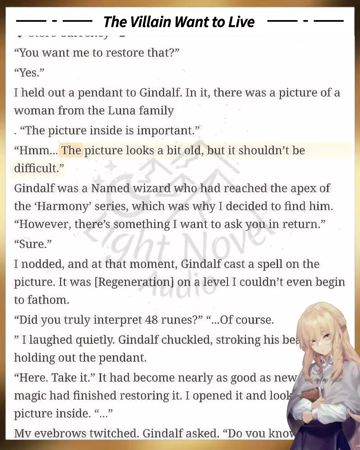 The Villain Want to Live
“You want me to restore that?”
“Yes.”
I held out a pendant to Gindalf. In it, there was a picture of a
woman from the Luna family
. “The picture inside is important.”
“Hmm... The picture looks a bit old, but it shouldn’t be
difficult.”
Gindalf was a Named wizard who had reached the apex of
the ‘Harmony’ series, which was why I decided to find him.
“However, there’s something I want to ask you in return.”
“Sure.”
I nodded, and at that moment, Gindalf cast a spell on the
picture. It was [Regeneration] on a level I couldn’t even begin
to fathom.
“Did you truly interpret 48 runes?” “...Of course.
” I laughed quietly. Gindalf chuckled, stroking his
holding out the pendant.
“Here. Take it.” It had become nearly as good as new
magic had finished restoring it. I opened it and
picture inside. “...”
My eyebrows twitched. Gindalf asked. “Do you
Light Novel
Audio